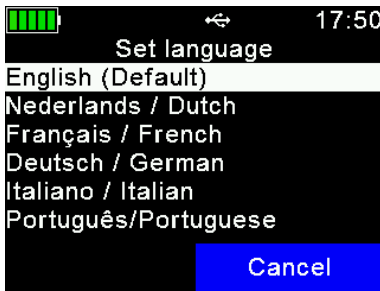 17:50
Set language
English (Default)
Nederlands / Dutch
Français / French
Deutsch / German
Italiano / Italian
Português/Portuguese
Cancel